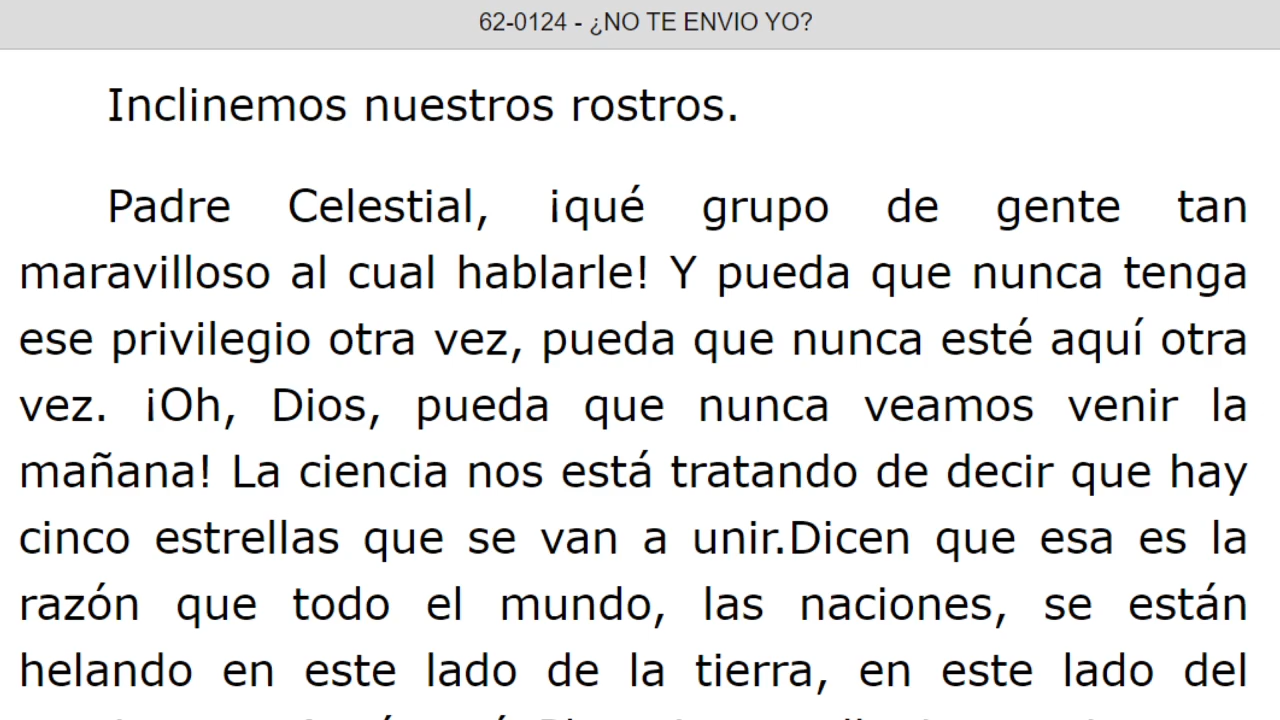 62-0124 - ¿NO TE ENVIO YO?
Inclinemos nuestros rostros.
Padre Celestial, ¡qué grupo de gente tan
maravilloso al cual hablarle! Y pueda que nunca tenga
ese privilegio otra vez, pueda que nunca esté aquí otra
vez. ¡Oh, Dios, pueda que nunca veamos venir la
mañana! La ciencia nos está tratando de decir que hay
cinco estrellas que se van a unir.Dicen que esa es la
razón que todo el mundo, las naciones, se están
helando en este lado de la tierra, en este lado del